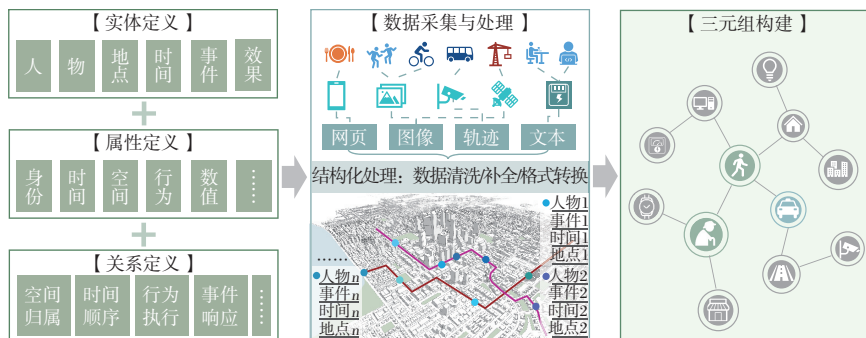 【实体定义】
人 物 地点 时间 事件 效果
【属性定义】
身份 时间 空间 行为 数值 ……
【关系定义】
空间归属 时间顺序 行为执行 事件响应 ……
【数据采集与处理】
网页 图像 轨迹 文本
结构化处理：数据清洗/补全/格式转换
人物1
事件1
时间1
地点1
……
人物n
事件n
时间n
地点n
人物2
事件2
时间2
地点2
【三元组构建】